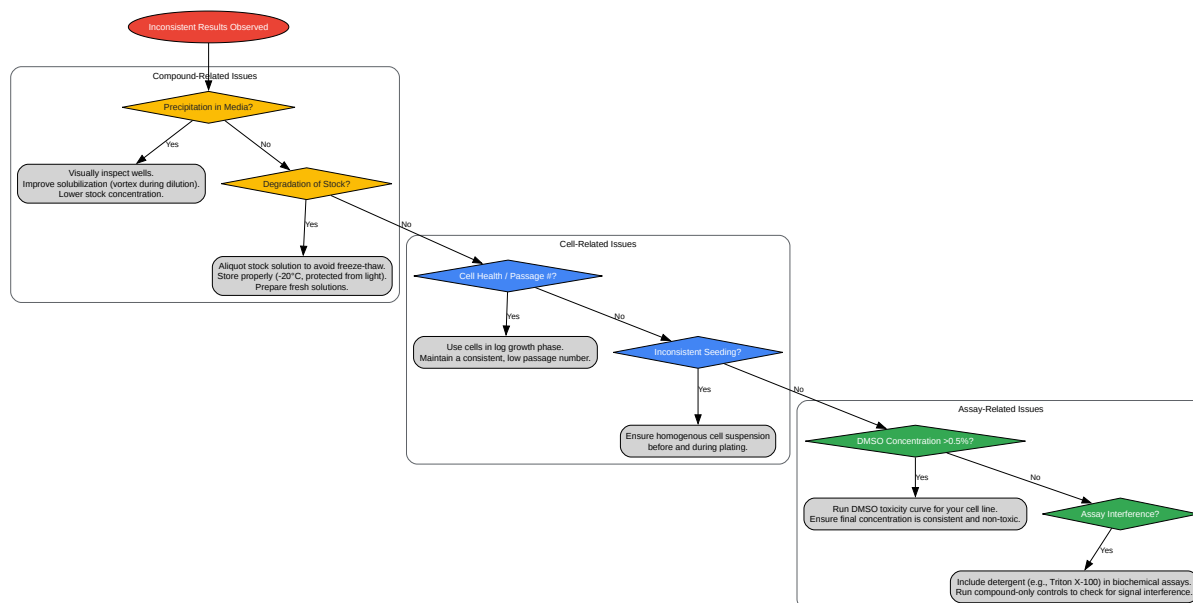 Inconsistent Results Observed
Compound-Related Issues
Precipitation in Media?
Yes
No
Visually inspect wells.
Improve solubilization (vortex during dilution).
Lower stock concentration.
Degradation of Stock?
Yes
No
Aliquot stock solution to avoid freeze-thaw.
Store properly (-20°C, protected from light).
Prepare fresh solutions.
Cell-Related Issues
Cell Health / Passage #?
Yes
No
Use cells in log growth phase.
Maintain a consistent, low passage number.
Inconsistent Seeding?
Yes
No
Ensure homogenous cell suspension
before and during plating.
Assay-Related Issues
DMSO Concentration >0.5%?
Yes
No
Run DMSO toxicity curve for your cell line.
Ensure final concentration is consistent and non-toxic.
Assay Interference?
Yes
Include detergent (e.g., Triton X-100) in biochemical assays.
Run compound-only controls to check for signal interference.